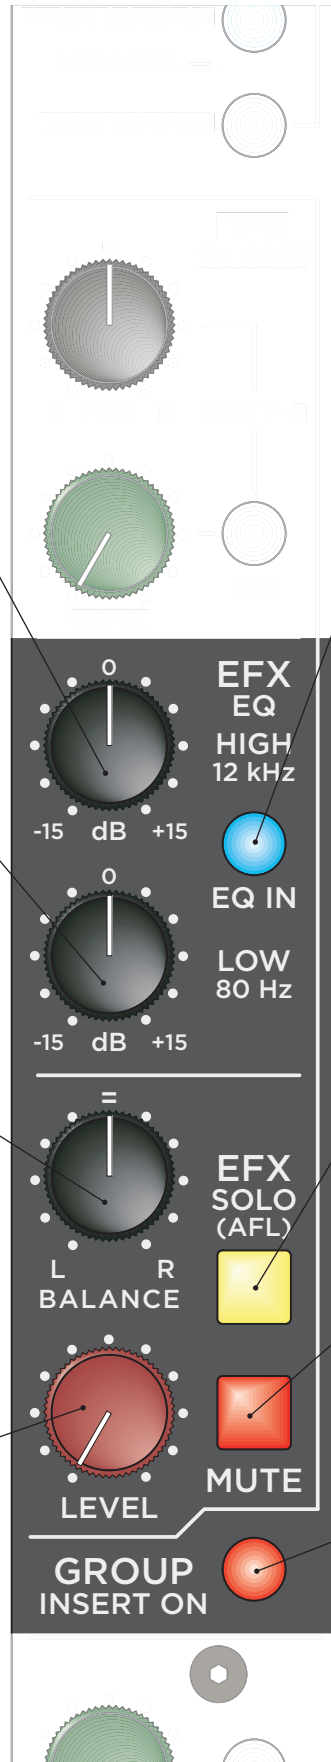 0
EFX
EQ
HIGH
12 kHz
-15 dB +15
EQ IN
0
LOW
80 Hz
-15 dB +15
=
EFX
SOLO
(AFL)
L R
BALANCE
MUTE
LEVEL
GROUP
INSERT ON